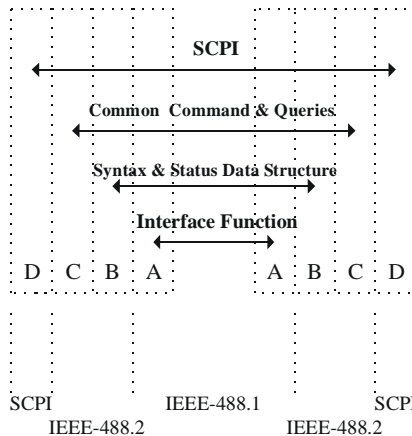 SCPI
Common Command & Queries
Syntax & Status Data Structure
Interface Function
D C B A A B C D
SCPI IEEE-488.1 SCPI
IEEE-488.2 IEEE-488.2